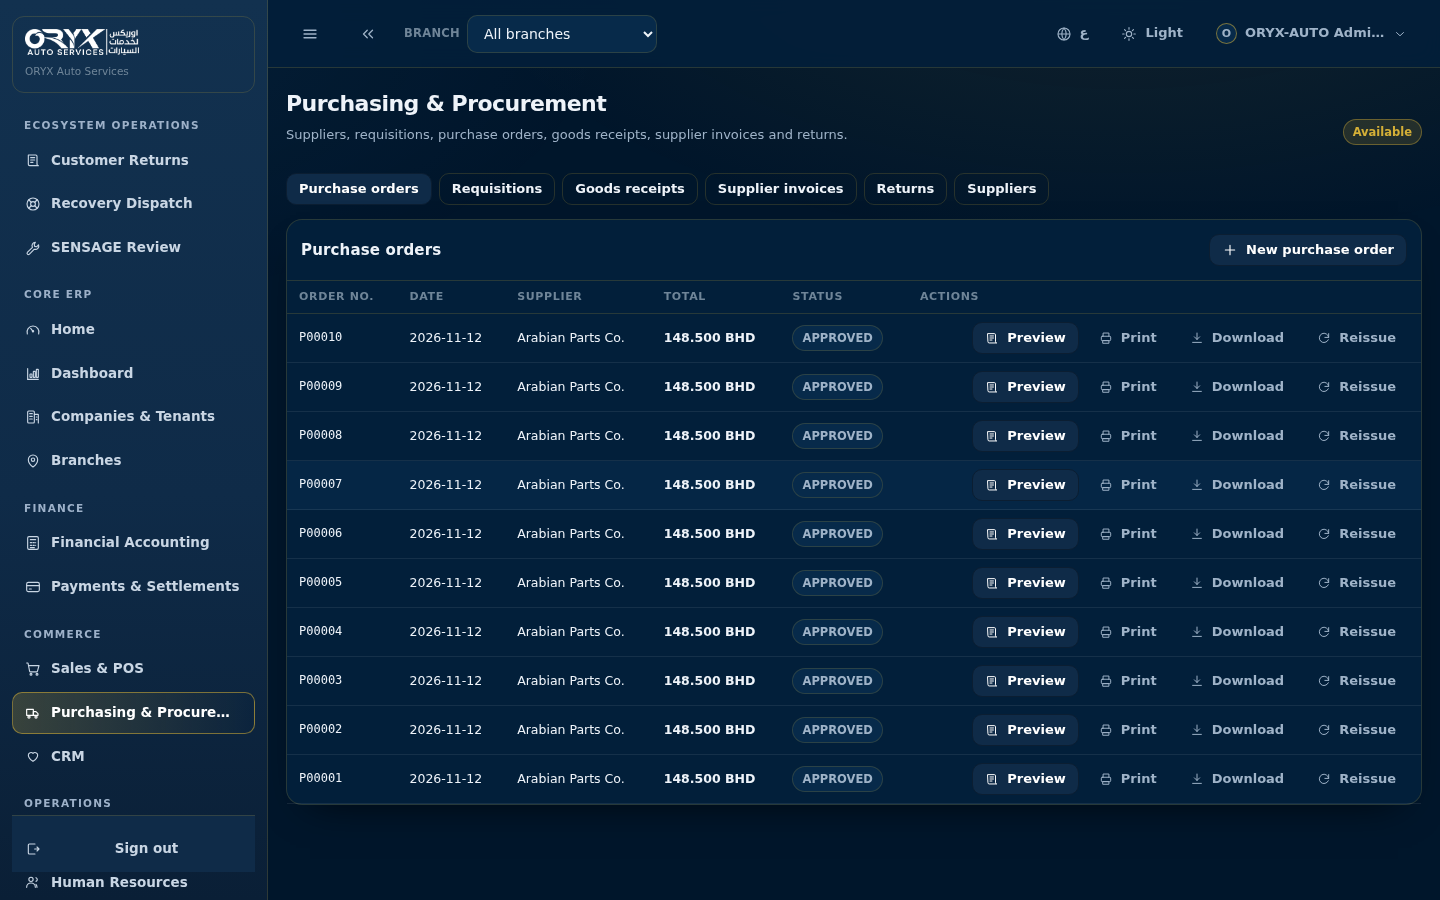 ORYX
اوريكس
لخدمات
السيارات
AUTO SERVICES
ORYX Auto Services
ECOSYSTEM OPERATIONS
Customer Returns
Recovery Dispatch
SENSAGE Review
CORE ERP
Home
Dashboard
Companies & Tenants
Branches
FINANCE
Financial Accounting
Payments & Settlements
COMMERCE
Sales & POS
Purchasing & Procure...
CRM
OPERATIONS
Sign out
Human Resources
BRANCH All branches ع Light O ORYX-AUTO Admi...
Purchasing & Procurement
Suppliers, requisitions, purchase orders, goods receipts, supplier invoices and returns.
Available
Purchase orders Requisitions Goods receipts Supplier invoices Returns Suppliers
Purchase orders New purchase order
ORDER NO. DATE SUPPLIER TOTAL STATUS ACTIONS
P00010 2026-11-12 Arabian Parts Co. 148.500 BHD APPROVED Preview Print Download Reissue
P00009 2026-11-12 Arabian Parts Co. 148.500 BHD APPROVED Preview Print Download Reissue
P00008 2026-11-12 Arabian Parts Co. 148.500 BHD APPROVED Preview Print Download Reissue
P00007 2026-11-12 Arabian Parts Co. 148.500 BHD APPROVED Preview Print Download Reissue
P00006 2026-11-12 Arabian Parts Co. 148.500 BHD APPROVED Preview Print Download Reissue
P00005 2026-11-12 Arabian Parts Co. 148.500 BHD APPROVED Preview Print Download Reissue
P00004 2026-11-12 Arabian Parts Co. 148.500 BHD APPROVED Preview Print Download Reissue
P00003 2026-11-12 Arabian Parts Co. 148.500 BHD APPROVED Preview Print Download Reissue
P00002 2026-11-12 Arabian Parts Co. 148.500 BHD APPROVED Preview Print Download Reissue
P00001 2026-11-12 Arabian Parts Co. 148.500 BHD APPROVED Preview Print Download Reissue